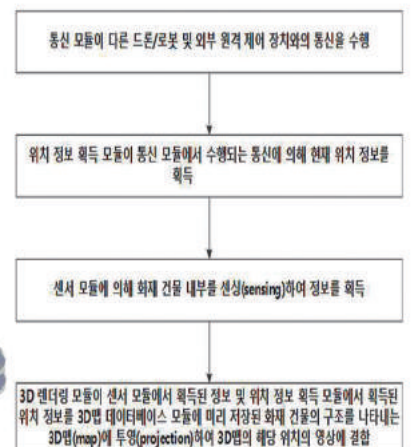 통신 모듈이 다른 드론/로봇 및 외부 원격 제어 장치와의 통신을 수행
위치 정보 획득 모듈이 통신 모듈에서 수행되는 통신에 의해 현재 위치 정보를
획득
센서 모듈에 의해 화재 건물 내부를 센싱(sensing)하여 정보를 획득
3D 렌더링 모듈이 센서 모듈에서 획득된 정보 및 위치 정보 획득 모듈에서 획득된
위치 정보를 3D맵 데이터베이스 모듈에 미리 저장된 화재 건물의 구조를 나타내는
3D맵(map)에 투영(projection)하여 3D맵의 해당 위치의 영상에 결합